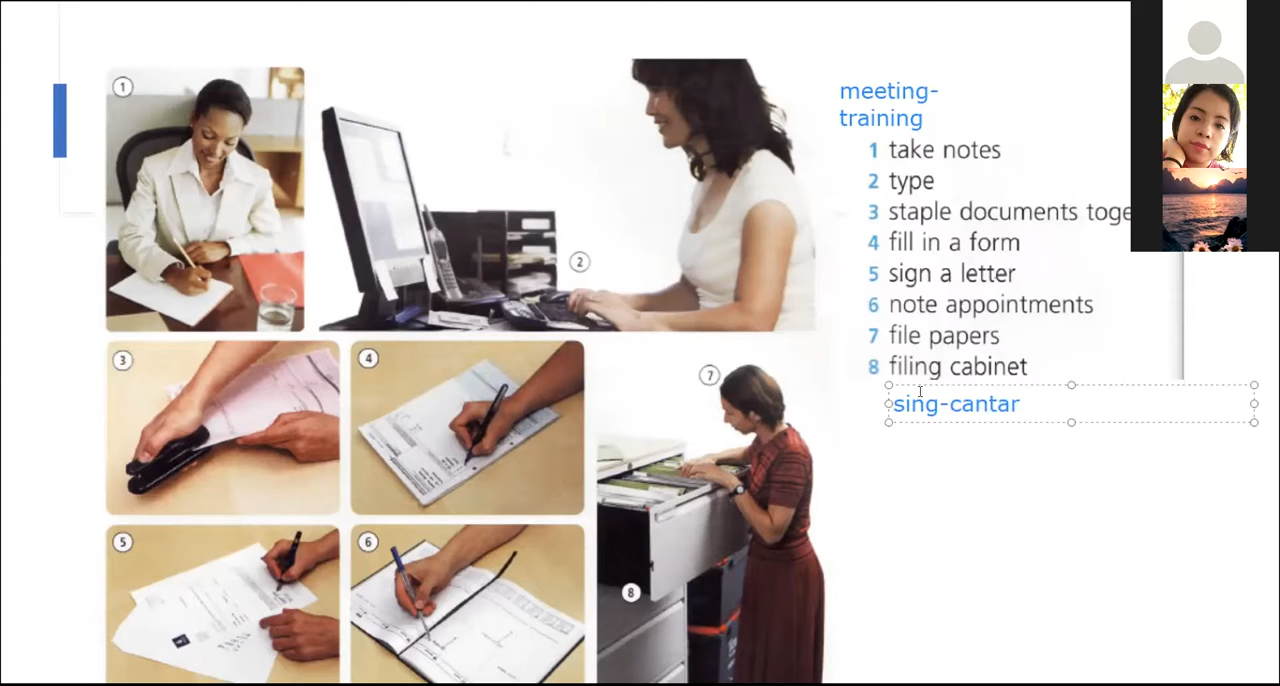 meeting-
training
1 take notes
2 type
3 staple documents toge
4 fill in a form
5 sign a letter
6 note appointments
7 file papers
8 filing cabinet
sing-cantar
1
2
3
4
7
5
6
8